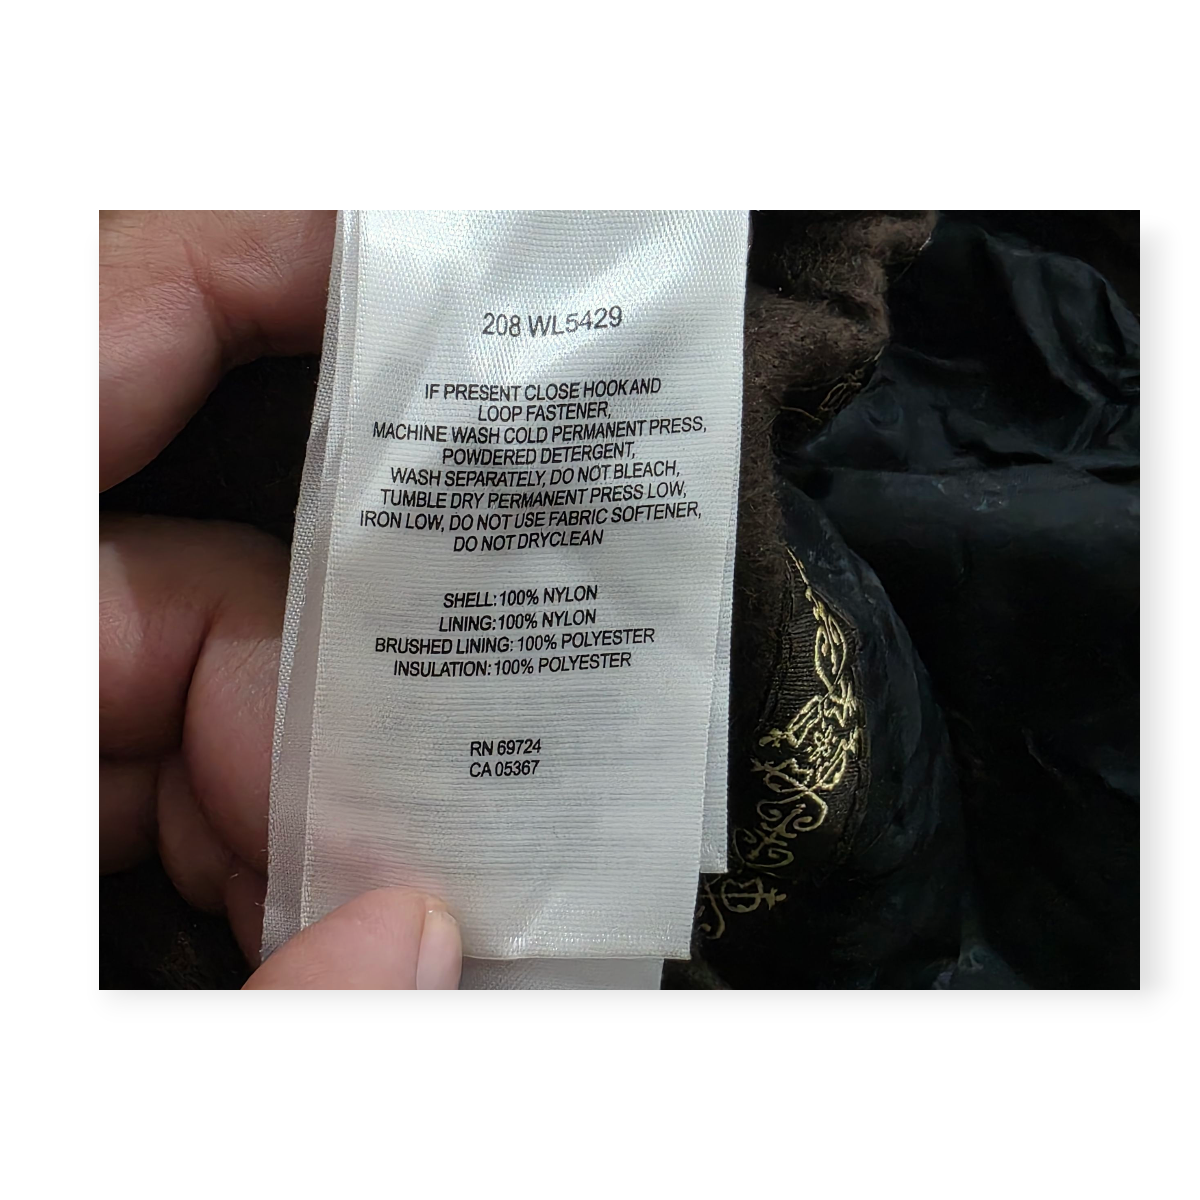 208 WL5429
IF PRESENT CLOSE HOOK AND
LOOP FASTENER,
MACHINE WASH COLD PERMANENT PRESS,
POWDERED DETERGENT,
WASH SEPARATELY, DO NOT BLEACH,
TUMBLE DRY PERMANENT PRESS LOW,
IRON LOW, DO NOT USE FABRIC SOFTENER,
DO NOT DRYCLEAN
SHELL: 100% NYLON
LINING: 100% NYLON
BRUSHED LINING: 100% POLYESTER
INSULATION: 100% POLYESTER
RN 69724
CA 05367